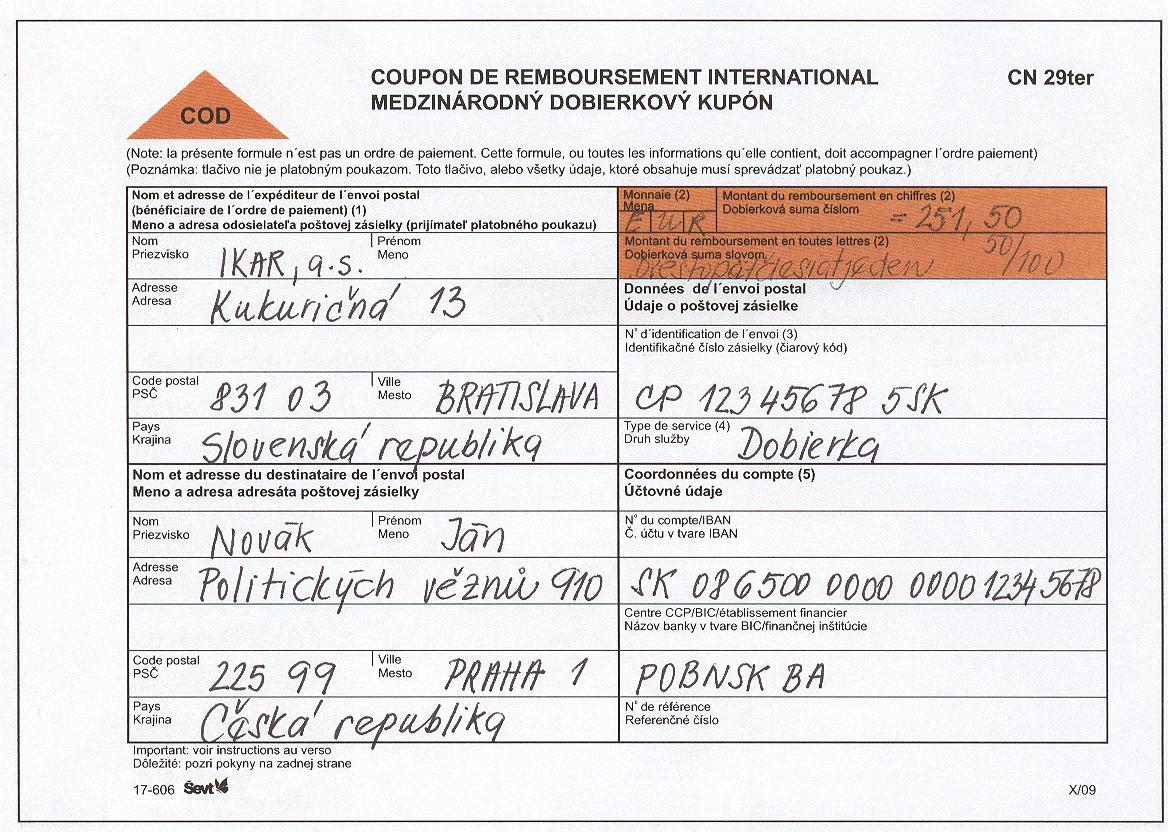 COD
COUPON DE REMBOURSEMENT INTERNATIONAL
MEDZINÁRODNÝ DOBIERKOVÝ KUPÓN
CN 29ter
(Note: la présente formule n´est pas un ordre de paiement. Cette formule, ou toutes les informations qu´elle contient, doit accompagner l´ordre paiement)
(Poznámka: tlačivo nie je platobným poukazom. Toto tlačivo, alebo všetky údaje, ktoré obsahuje musí sprevádzať platobný poukaz.)
Nom et adresse de l´expéditeur de l´envoi postal
(bénéficiaire de l´ordre de paiement) (1)
Meno a adresa odosielateľa poštovej zásielky (prijímateľ platobného poukazu)
Nom
Priezvisko
IKAR, a.s.
Prénom
Meno
Adresse
Adresa
Kukuričná 13
Code postal
PSČ
831 03
Ville
Mesto
BRATISLAVA
Pays
Krajina
Slovenská republika
Nom et adresse du destinataire de l´envoi postal
Meno a adresa adresáta poštovej zásielky
Nom
Priezvisko
Novák
Prénom
Meno
Ján
Adresse
Adresa
Politických věznů 910
Code postal
PSČ
225 99
Ville
Mesto
PRAHA 1
Pays
Krajina
Česká republika
Monnaie (2)
Mena
EUR
Montant du remboursement en chiffres (2)
Dobierková suma číslom
= 251, 50
Montant du remboursement en toutes lettres (2)
Dobierková suma slovom
50/100
Données de l´envoi postal
Údaje o poštovej zásielke
N° d´identification de l´envoi (3)
Identifikačné číslo zásielky (čiarový kód)
CP 123 45678 5SK
Type de service (4)
Druh služby
Dobierka
Coordonnées du compte (5)
Účtovné údaje
N° du compte/IBAN
Č. účtu v tvare IBAN
SK 08 6500 0000 0000 1234 5678
Centre CCP/BIC/établissement financier
Názov banky v tvare BIC/finančnej inštitúcie
POBNSK BA
N° de référence
Referenčné číslo
Important: voir instructions au verso
Dôležité: pozri pokyny na zadnej strane
17-606 Ševt
X/09